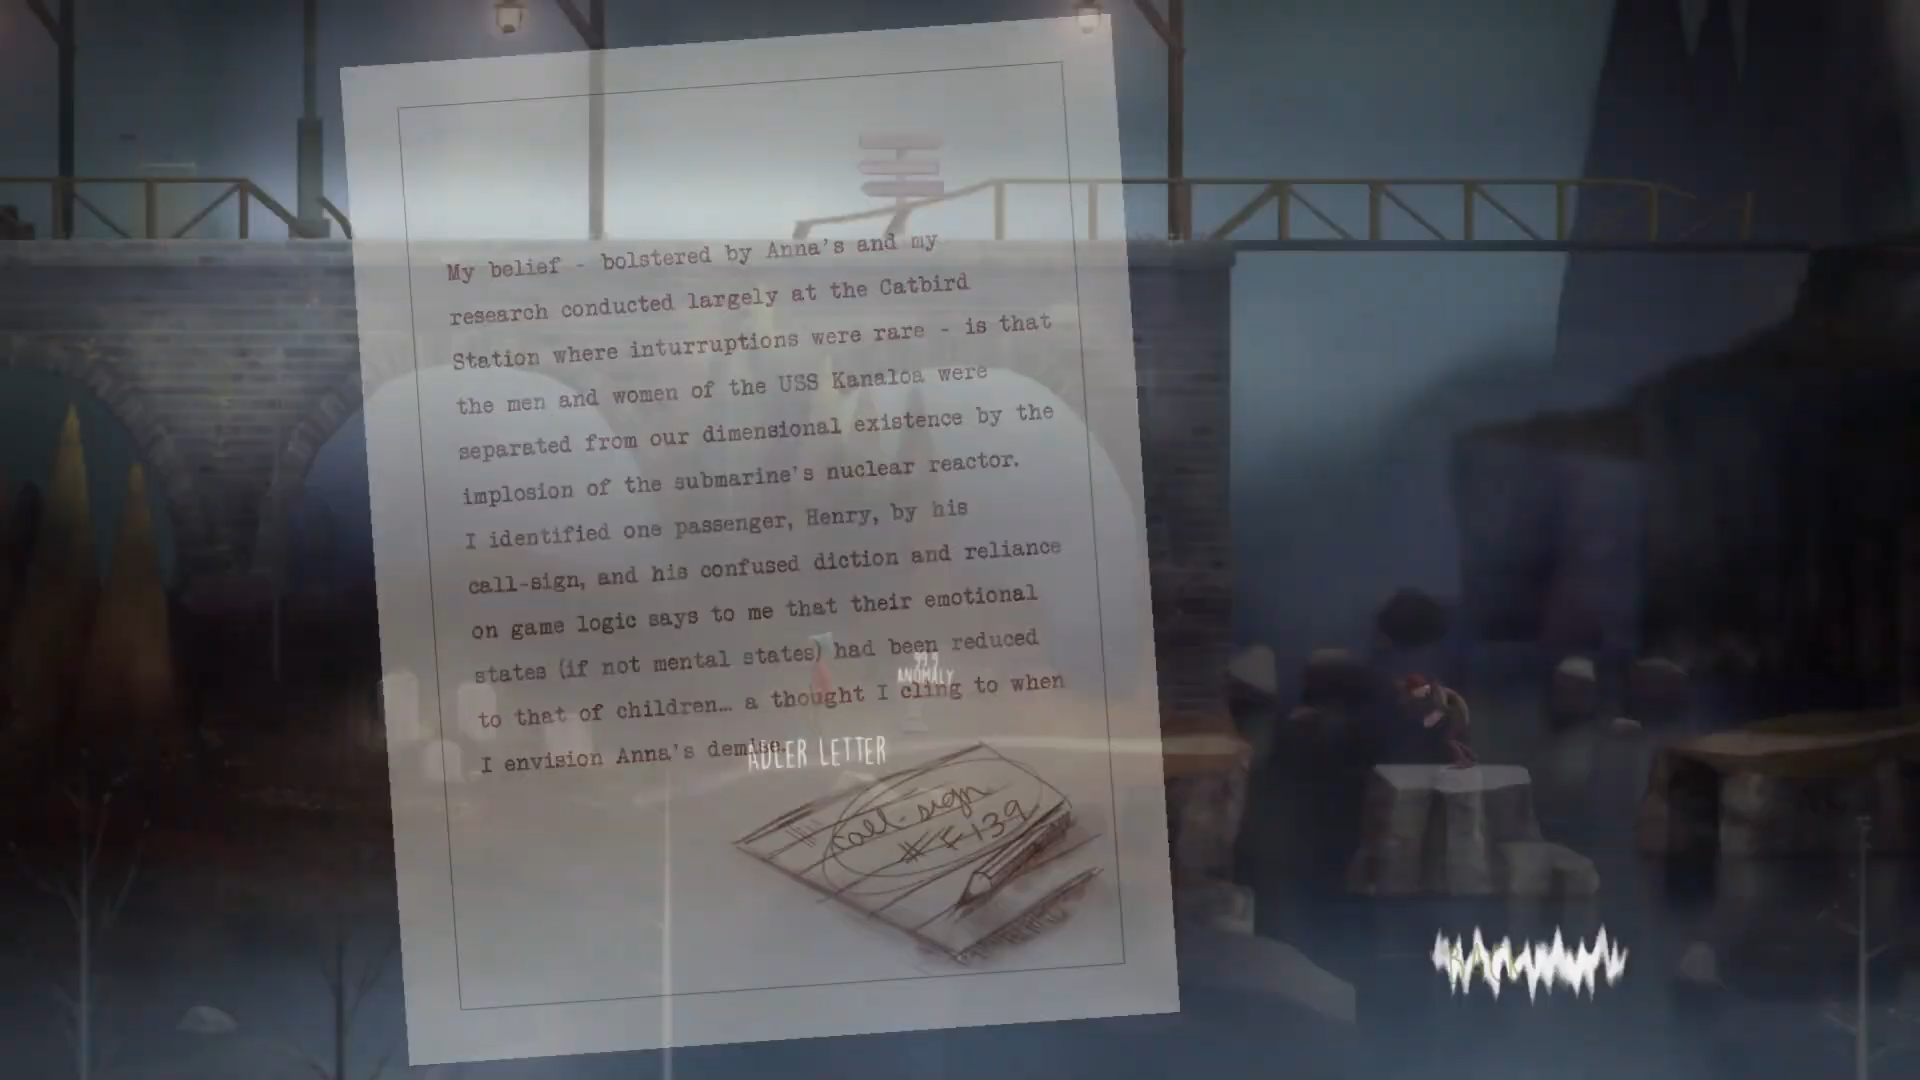 My belief - bolstered by Anna's and my
research conducted largely at the Catbird
Station where inturruptions were rare - is that
the men and women of the USS Kanaloa were
separated from our dimensional existence by the
implosion of the submarine's nuclear reactor.
I identified one passenger, Henry, by his
call-sign, and his confused diction and reliance
on game logic says to me that their emotional
states (if not mental states) had been reduced
to that of children… a thought I cling to when
I envision Anna's demise.
ANOMALY
ADLER LETTER
call-sign